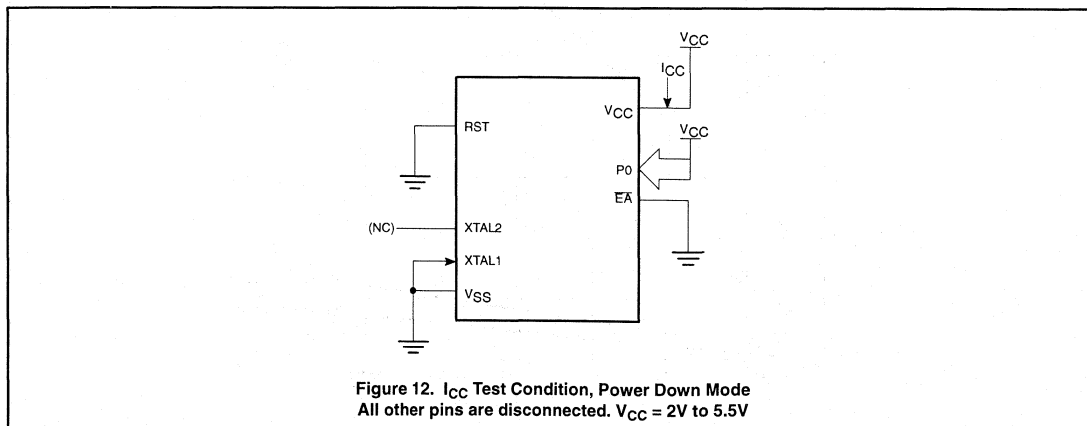 VCC
ICC
VCC
RST
VCC
P0
EA
(NC)
XTAL2
XTAL1
VSS
Figure 12. ICC Test Condition, Power Down Mode
All other pins are disconnected. VCC = 2V to 5.5V